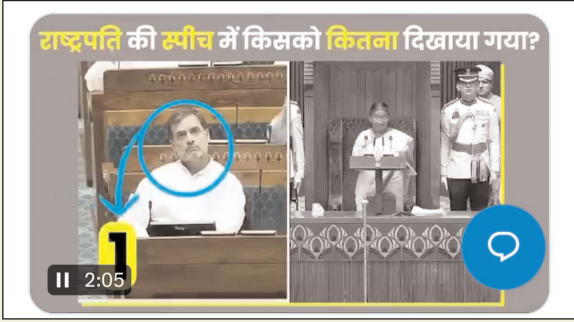 राष्ट्रपति की स्पीच में किसको कितना दिखाया गया?
1
2:05